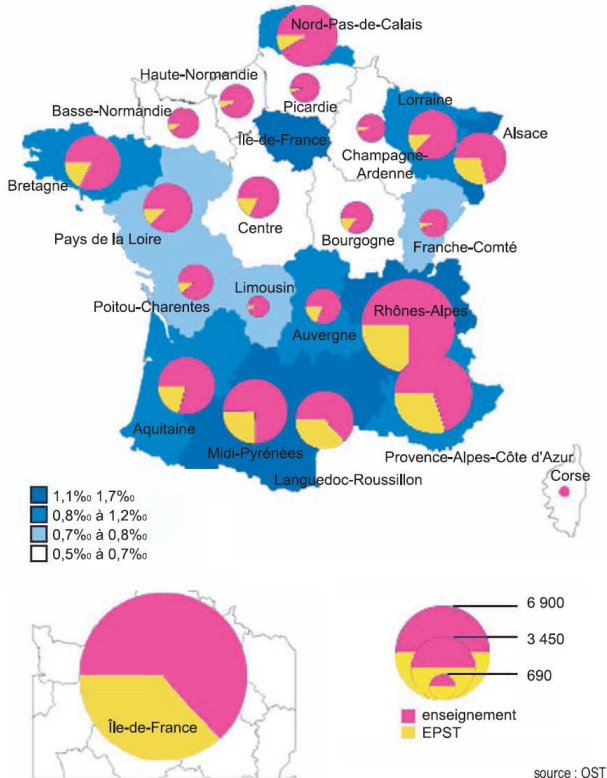 Nord-Pas-de-Calais
Haute-Normandie
Picardie
Lorraine
Basse-Normandie
Île-de-France
Alsace
Champagne-
Ardenne
Bretagne
Centre
Pays de la Loire
Bourgogne
Franche-Comté
Limousin
Poitou-Charentes
Rhônes-Alpes
Auvergne
Aquitaine
Midi-Pyrénées
Provence-Alpes-Côte d'Azur
Languedoc-Roussillon
Corse
1,1‰ 1,7‰
0,8‰ à 1,2‰
0,7‰ à 0,8‰
0,5‰ à 0,7‰
6 900
3 450
690
Île-de-France
enseignement
EPST
source : OST